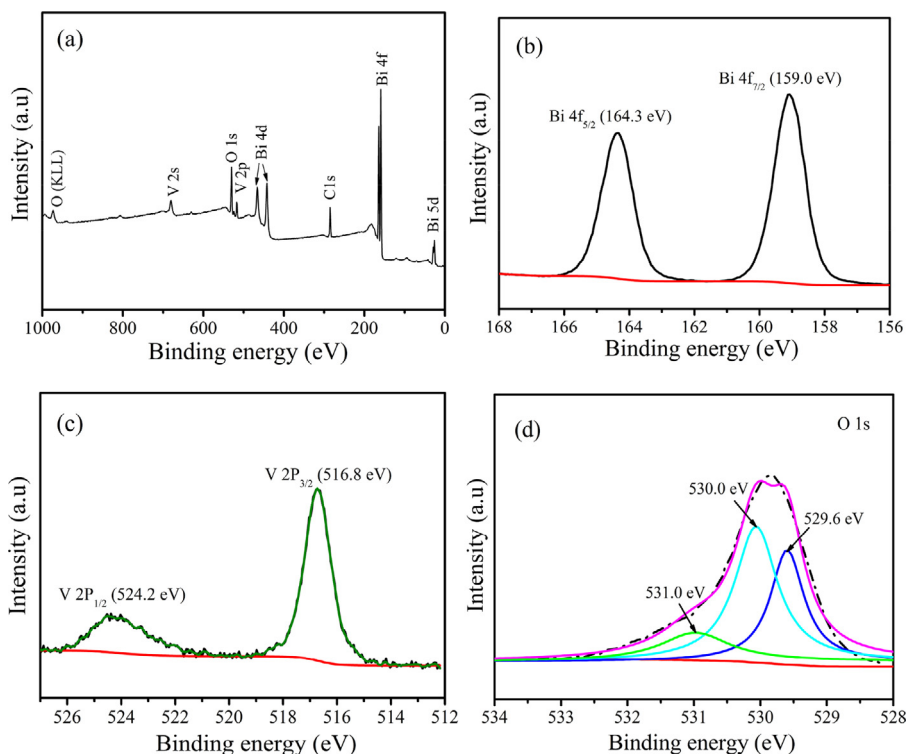 (a)
Intensity (a.u)
O (KLL)
V 2s
O 1s
V 2p
Bi 4d
C1s
Bi 4f
Bi 5d
1000 800 600 400 200 0
Binding energy (eV)
(b)
Intensity (a.u)
Bi 4f7/2 (159.0 eV)
Bi 4f5/2 (164.3 eV)
168 166 164 162 160 158 156
Binding energy (eV)
(c)
Intensity (a.u)
V 2P3/2 (516.8 eV)
V 2P1/2 (524.2 eV)
526 524 522 520 518 516 514 512
Binding energy (eV)
(d)
O 1s
Intensity (a.u)
530.0 eV
529.6 eV
531.0 eV
534 533 532 531 530 529 528
Binding energy (eV)